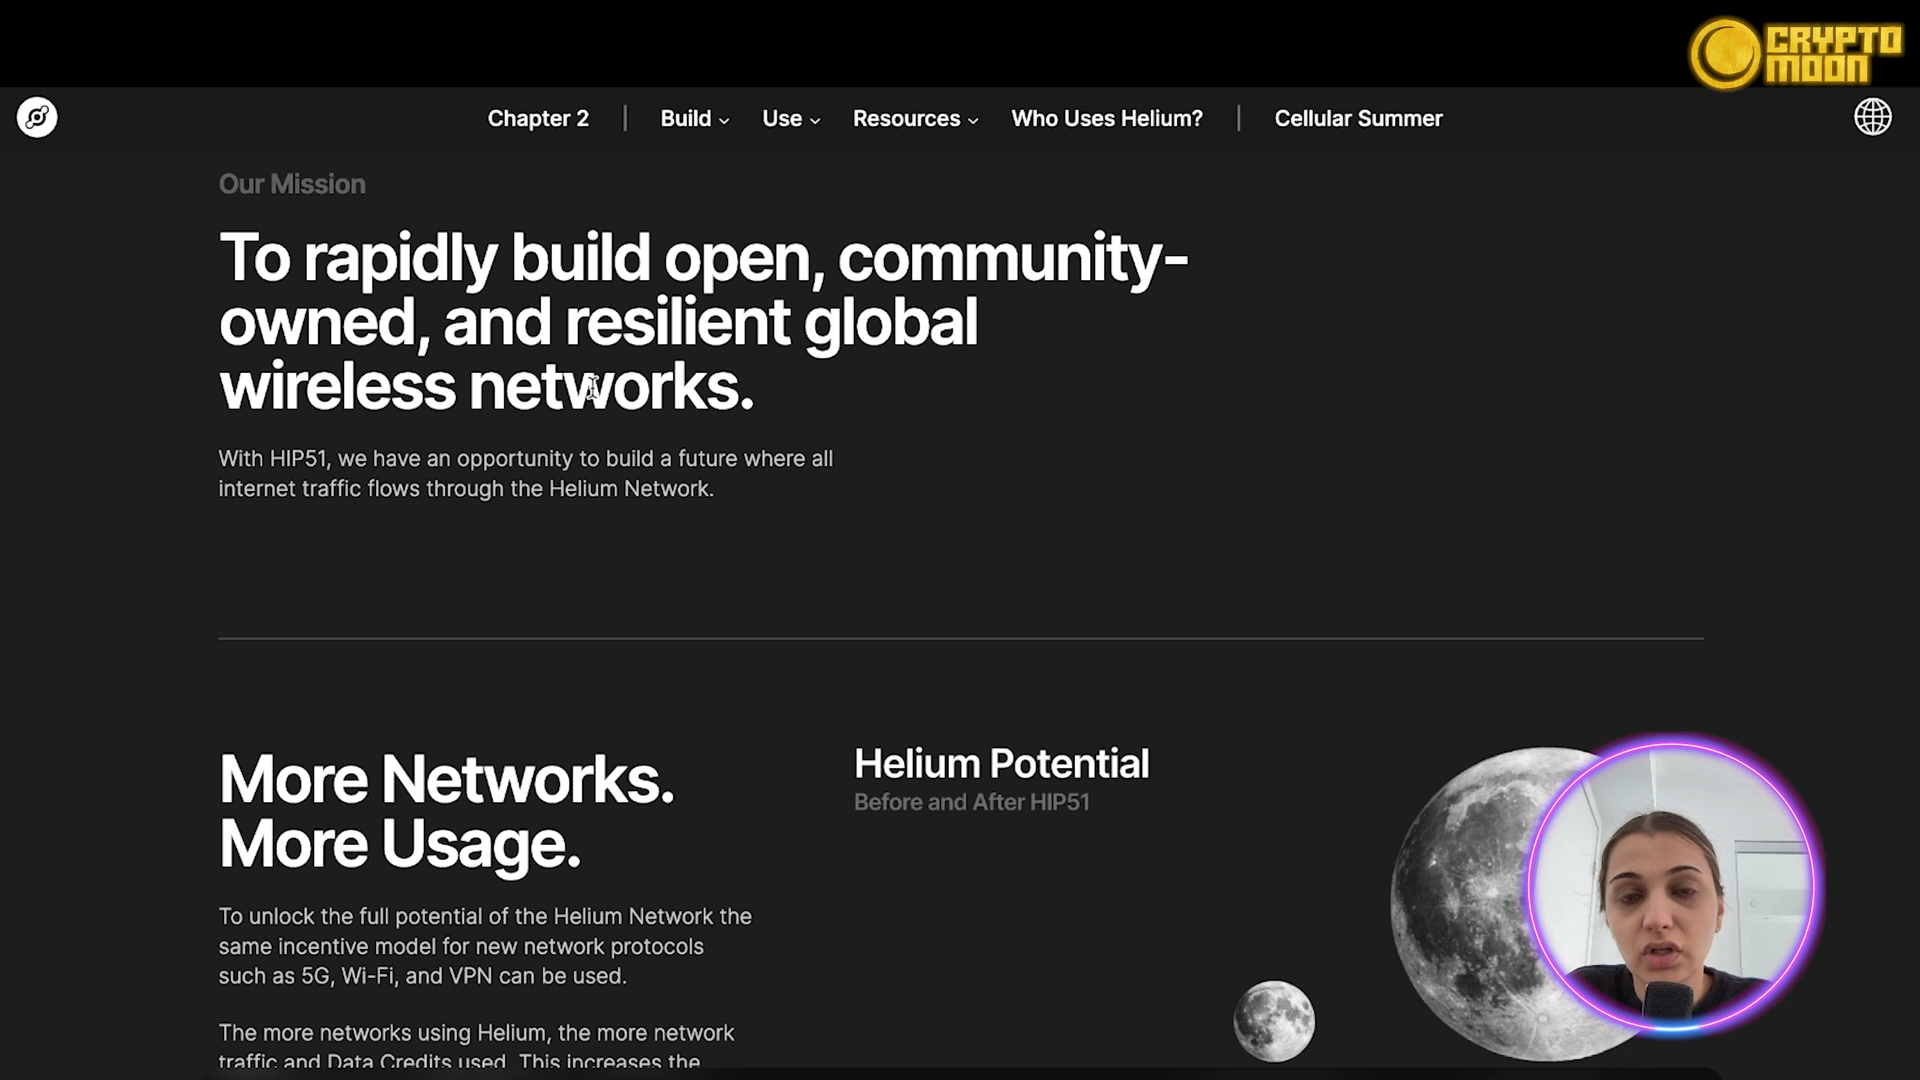 CRYPTO
MOON
Chapter 2 | Build Use Resources Who Uses Helium? | Cellular Summer
Our Mission
To rapidly build open, community-
owned, and resilient global
wireless networks.
With HIP51, we have an opportunity to build a future where all
internet traffic flows through the Helium Network.
More Networks.
More Usage.
To unlock the full potential of the Helium Network the
same incentive model for new network protocols
such as 5G, Wi-Fi, and VPN can be used.
The more networks using Helium, the more network
traffic and Data Credits used. This increases the
Helium Potential
Before and After HIP51